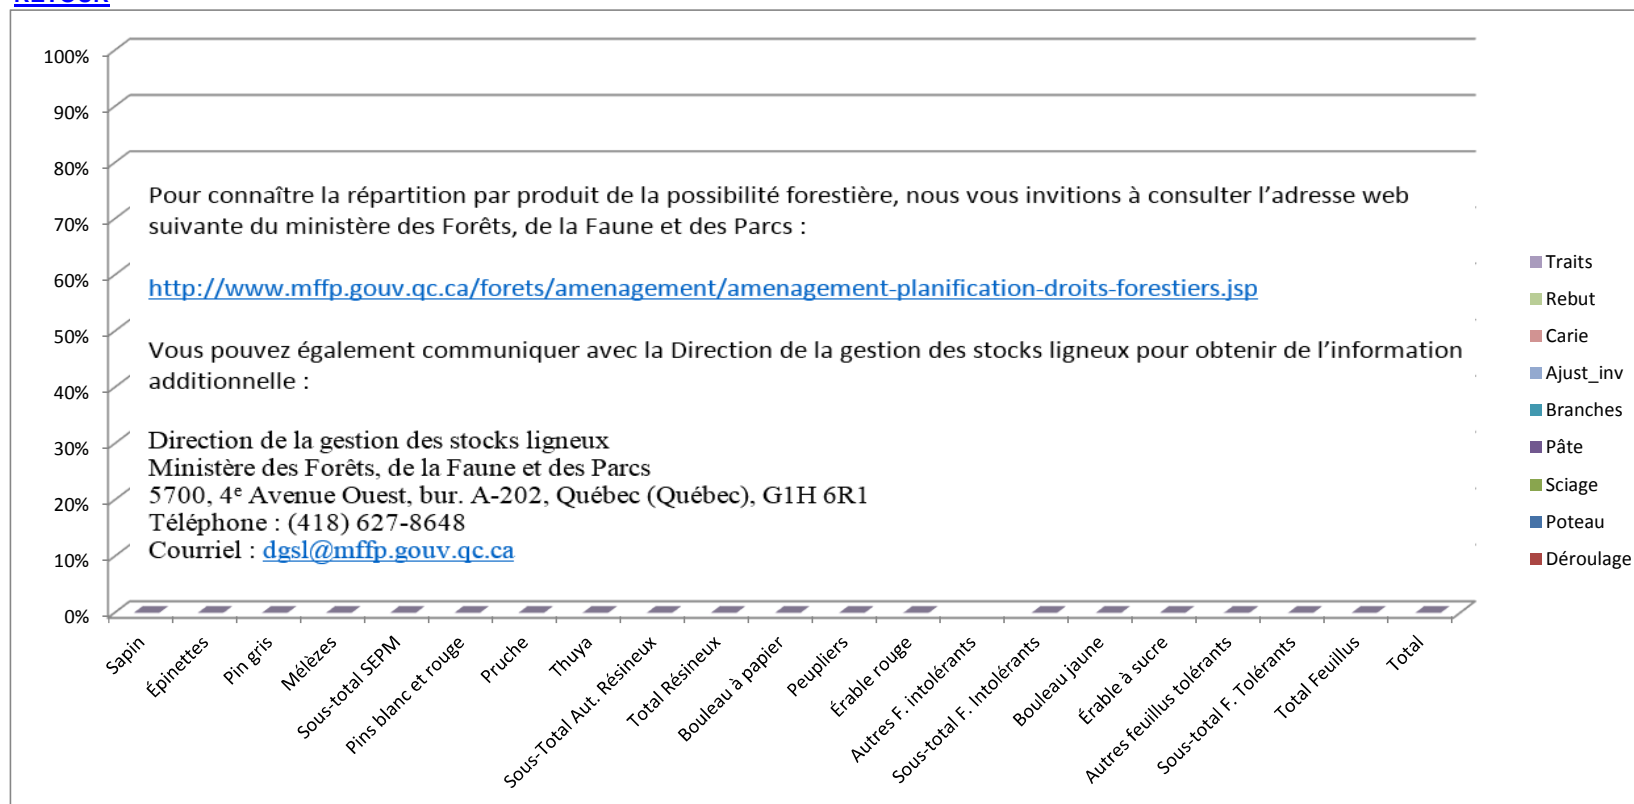 RETOUR
100%
90%
80%
70%
60%
50%
40%
30%
20%
10%
0%
Pour connaître la répartition par produit de la possibilité forestière, nous vous invitions à consulter l'adresse web
suivante du ministère des Forêts, de la Faune et des Parcs :
http://www.mffp.gouv.qc.ca/forets/amenagement/amenagement-planification-droits-forestiers.jsp
Vous pouvez également communiquer avec la Direction de la gestion des stocks ligneux pour obtenir de l'information
additionnelle :
Direction de la gestion des stocks ligneux
Ministère des Forêts, de la Faune et des Parcs
5700, 4e Avenue Ouest, bur. A-202, Québec (Québec), G1H 6R1
Téléphone : (418) 627-8648
Courriel : dgsl@mffp.gouv.qc.ca
Sapin
Épinettes
Pin gris
Mélèzes
Sous-total SEPM
Pins blanc et rouge
Pruche
Thuya
Sous-Total Aut. Résineux
Total Résineux
Bouleau à papier
Peupliers
Érable rouge
Autres F. intolérants
Sous-total F. Intolérants
Bouleau jaune
Érable à sucre
Autres feuillus tolérants
Sous-total F. Tolérants
Total Feuillus
Total
Traits
Rebut
Carie
Ajust_inv
Branches
Pâte
Sciage
Poteau
Déroulage